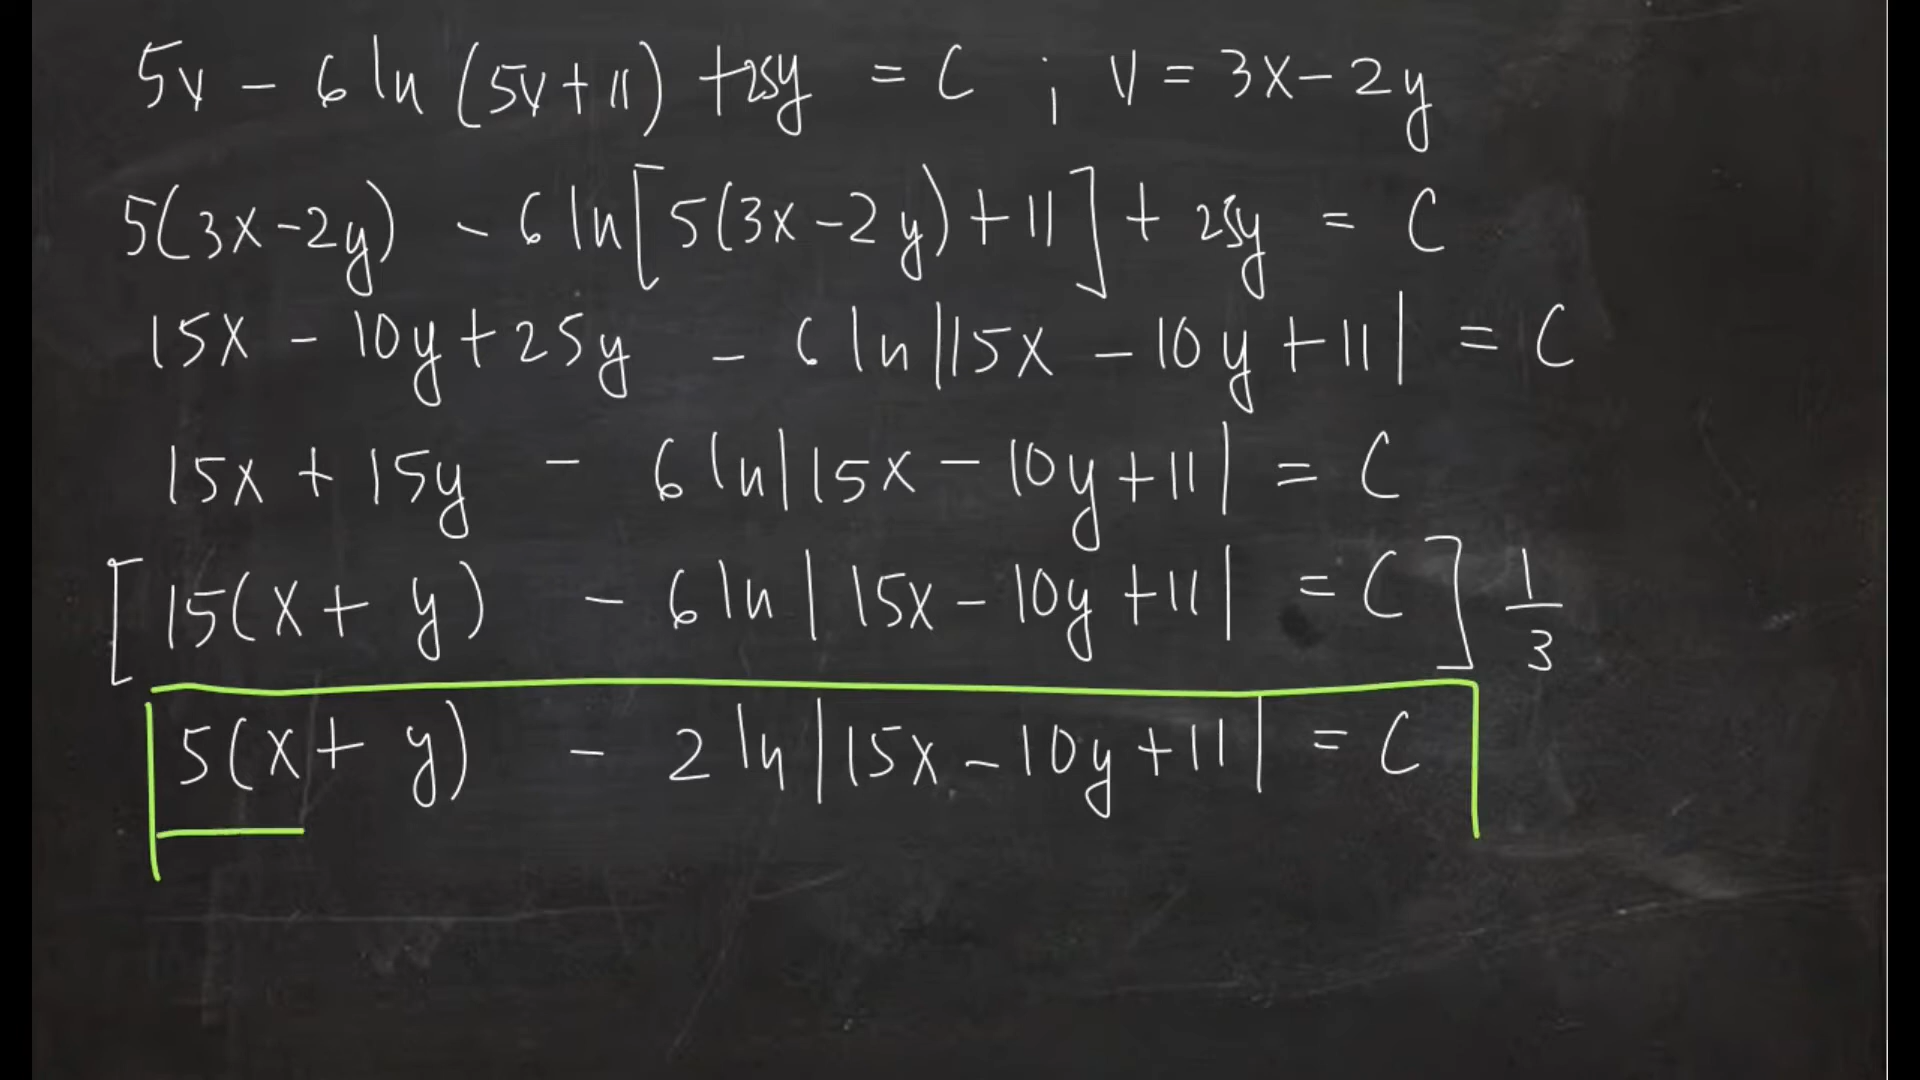 5v - 6 ln (5v + 11) + 25y = C ; V = 3x - 2y
5(3x - 2y) - 6 ln[5(3x - 2y) + 11] + 25y = C
15x - 10y + 25y - 6 ln|15x - 10y + 11| = C
15x + 15y - 6 ln|15x - 10y + 11| = C
[15(x + y) - 6 ln|15x - 10y + 11| = C] 1/3
5(x + y) - 2 ln|15x - 10y + 11| = C